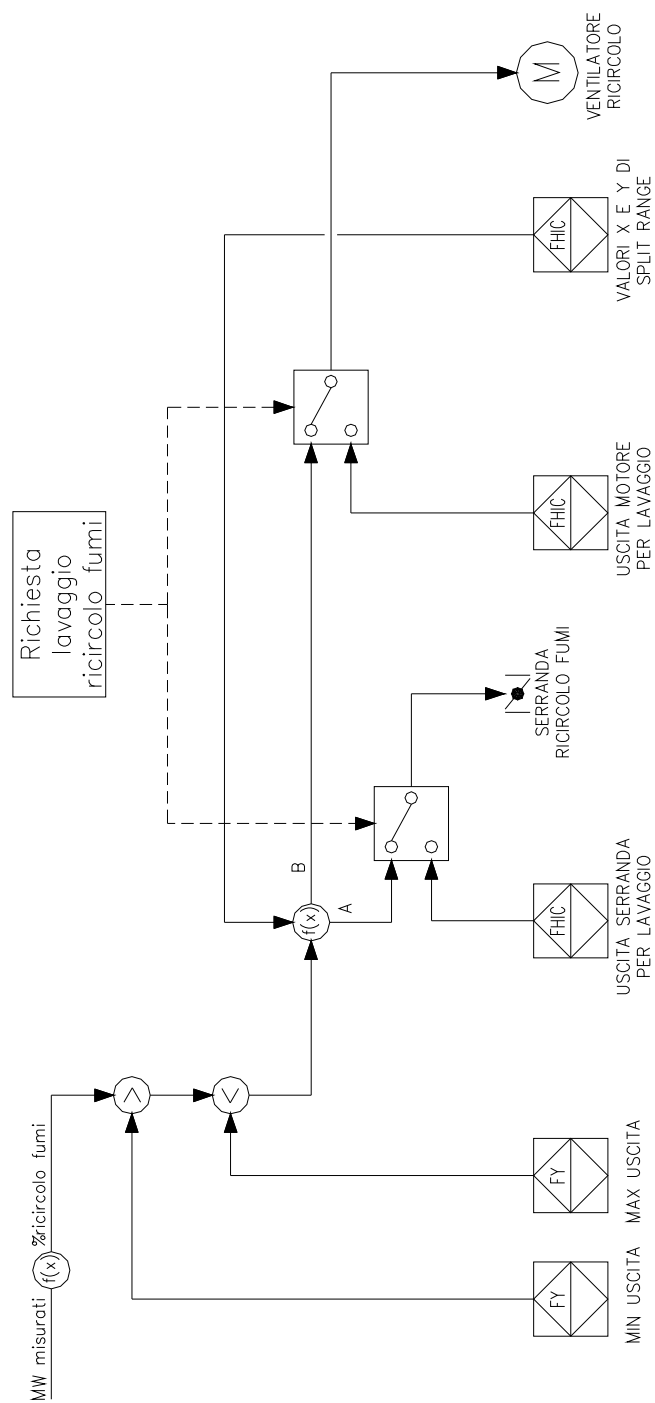 MW misurati
f(x)
%ricircolo fumi
>
<
f(x)
A
B
Richiesta
lavaggio
ricircolo fumi
FY
MIN USCITA
FY
MAX USCITA
FHIC
USCITA SERRANDA
PER LAVAGGIO
SERRANDA
RICIRCOLO FUMI
FHIC
USCITA MOTORE
PER LAVAGGIO
FHIC
VALORI X E Y DI
SPLIT RANGE
M
VENTILATORE
RICIRCOLO